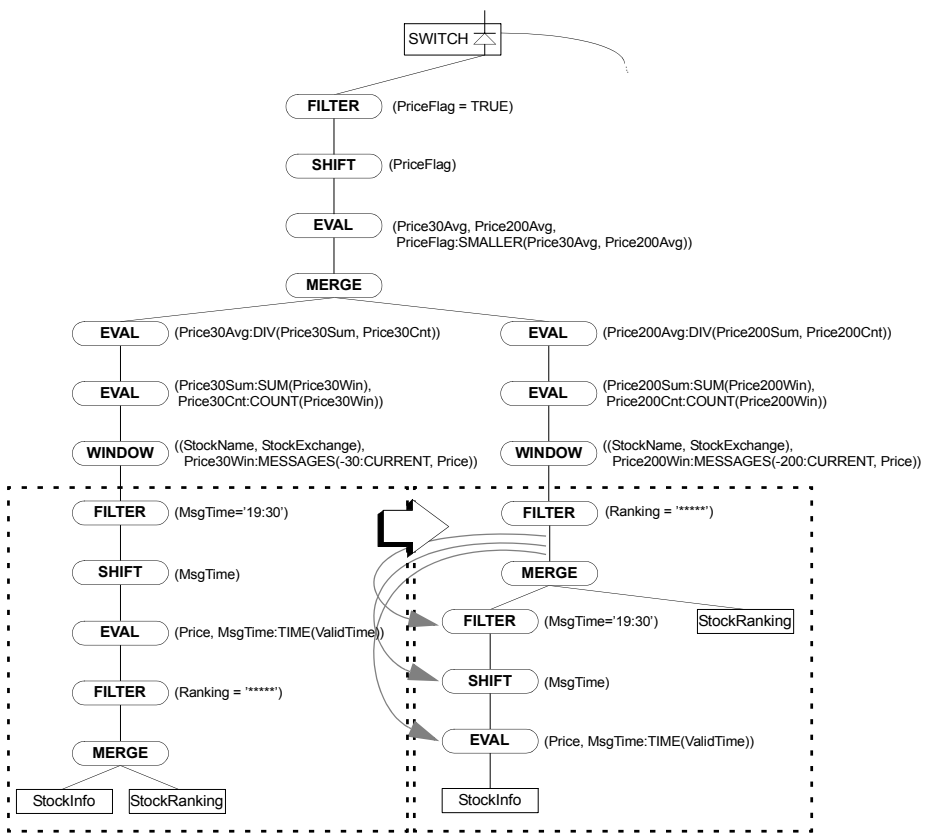 SWITCH
FILTER (PriceFlag = TRUE)
SHIFT (PriceFlag)
EVAL (Price30Avg, Price200Avg,
PriceFlag:SMALLER(Price30Avg, Price200Avg))
MERGE
EVAL (Price30Avg:DIV(Price30Sum, Price30Cnt))
EVAL (Price30Sum:SUM(Price30Win),
Price30Cnt:COUNT(Price30Win))
WINDOW ((StockName, StockExchange),
Price30Win:MESSAGES(-30:CURRENT, Price))
FILTER (MsgTime='19:30')
SHIFT (MsgTime)
EVAL (Price, MsgTime:TIME(ValidTime))
FILTER (Ranking = '*****')
MERGE
StockInfo StockRanking
EVAL (Price200Avg:DIV(Price200Sum, Price200Cnt))
EVAL (Price200Sum:SUM(Price200Win),
Price200Cnt:COUNT(Price200Win))
WINDOW ((StockName, StockExchange),
Price200Win:MESSAGES(-200:CURRENT, Price))
FILTER (Ranking = '*****')
MERGE
FILTER (MsgTime='19:30') StockRanking
SHIFT (MsgTime)
EVAL (Price, MsgTime:TIME(ValidTime))
StockInfo